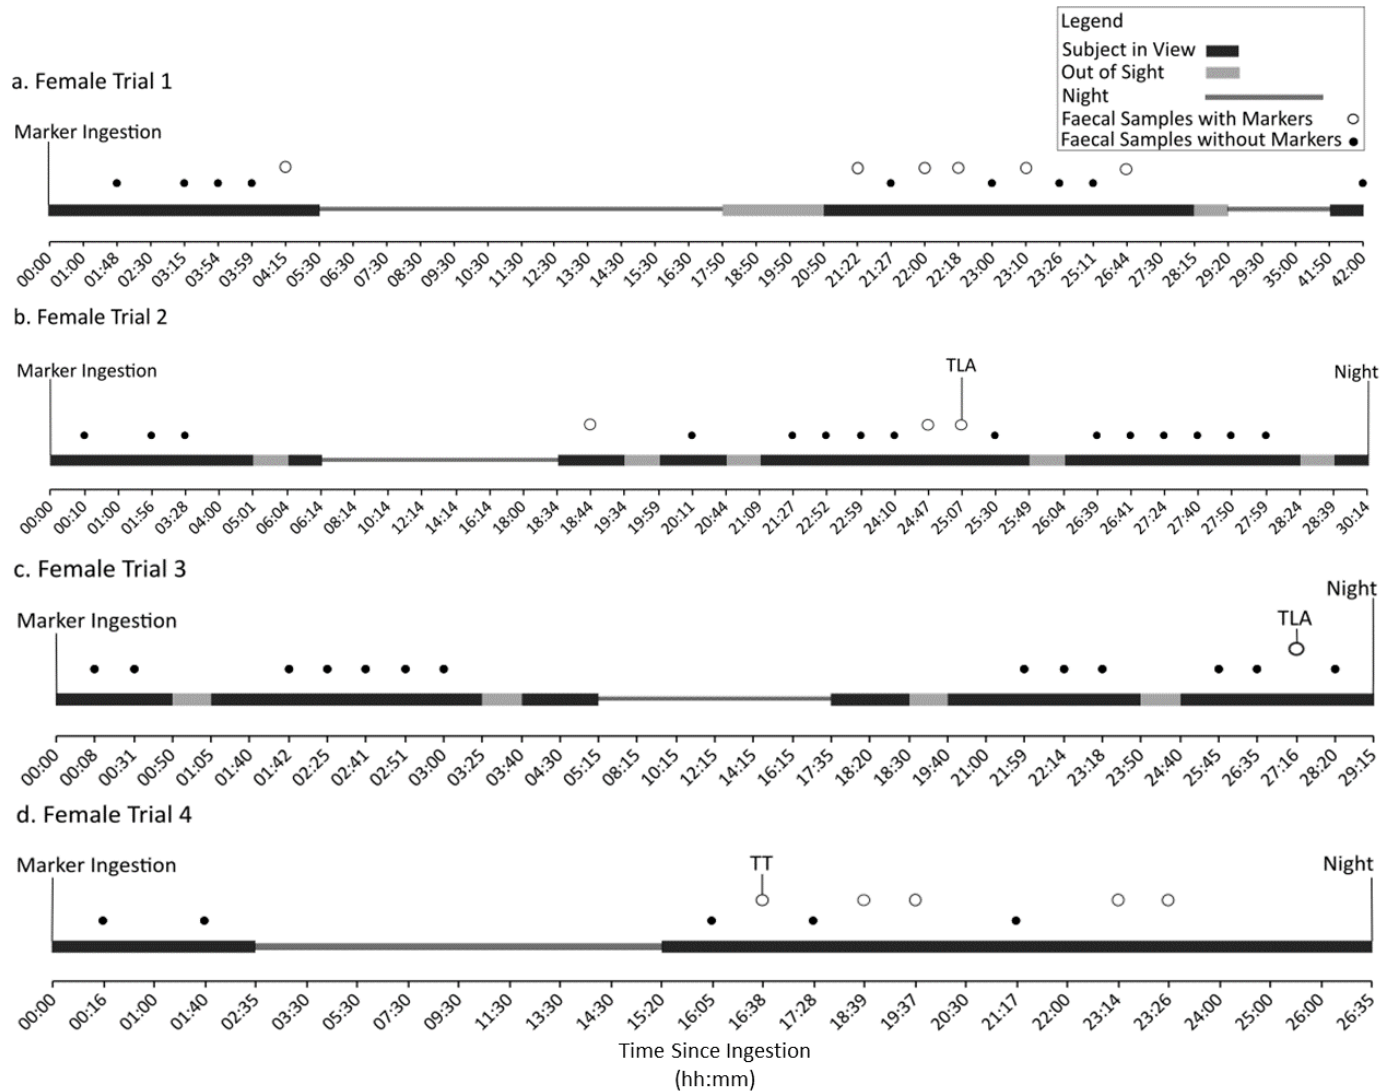 Legend
Subject in View
Out of Sight
Night
Faecal Samples with Markers
Faecal Samples without Markers
a. Female Trial 1
Marker Ingestion
00:00 01:00 01:48 02:30 03:15 03:54 03:59 04:15 05:30 06:30 07:30 08:30 09:30 10:30 11:30 12:30 13:30 14:30 15:30 16:30 17:50 18:50 19:50 20:50 21:22 21:27 22:00 22:18 23:00 23:10 23:26 25:11 26:44 27:30 28:15 29:20 29:30 35:00 41:50 42:00
b. Female Trial 2
Marker Ingestion
TLA
Night
00:00 00:10 01:00 01:56 03:28 04:00 05:01 06:04 06:14 08:14 10:14 12:14 14:14 16:14 18:00 18:34 18:44 19:34 19:59 20:11 20:44 21:09 21:27 22:52 22:59 24:10 24:47 25:07 25:30 25:49 26:04 26:39 26:41 27:24 27:40 27:50 27:59 28:24 28:39 30:14
c. Female Trial 3
Night
Marker Ingestion
TLA
00:00 00:08 00:31 00:50 01:05 01:40 01:42 02:25 02:41 02:51 03:00 03:25 03:40 04:30 05:15 08:15 10:15 12:15 14:15 16:15 17:35 18:20 18:30 19:40 21:00 21:59 22:14 23:18 23:50 24:40 25:45 26:35 27:16 28:20 29:15
d. Female Trial 4
Marker Ingestion
TT
Night
00:00 00:16 01:00 01:40 02:35 03:30 05:30 07:30 09:30 11:30 13:30 14:30 15:20 16:05 16:38 17:28 18:39 19:37 20:30 21:17 22:00 23:14 23:26 24:00 25:00 26:00 26:35
Time Since Ingestion
(hh:mm)